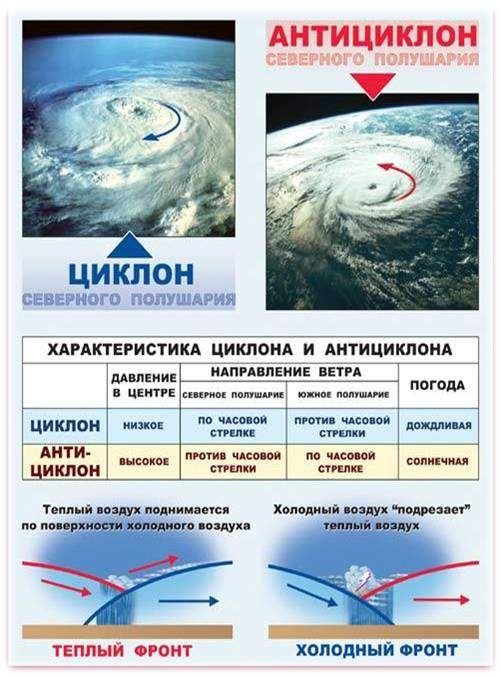 АНТИЦИКЛОН
СЕВЕРНОГО ПОЛУШАРИЯ
ЦИКЛОН
СЕВЕРНОГО ПОЛУШАРИЯ
ХАРАКТЕРИСТИКА ЦИКЛОНА И АНТИЦИКЛОНА
ДАВЛЕНИЕ
В ЦЕНТРЕ
НАПРАВЛЕНИЕ ВЕТРА
СЕВЕРНОЕ ПОЛУШАРИЕ
ЮЖНОЕ ПОЛУШАРИЕ
ПОГОДА
ЦИКЛОН
НИЗКОЕ
ПО ЧАСОВОЙ
СТРЕЛКЕ
ПРОТИВ ЧАСОВОЙ
СТРЕЛКИ
ДОЖДЛИВАЯ
АНТИ-
ЦИКЛОН
ВЫСОКОЕ
ПРОТИВ ЧАСОВОЙ
СТРЕЛКИ
ПО ЧАСОВОЙ
СТРЕЛКЕ
СОЛНЕЧНАЯ
Теплый воздух поднимается
по поверхности холодного воздуха
ТЕПЛЫЙ ФРОНТ
Холодный воздух "подрезает"
теплый воздух
ХОЛОДНЫЙ ФРОНТ